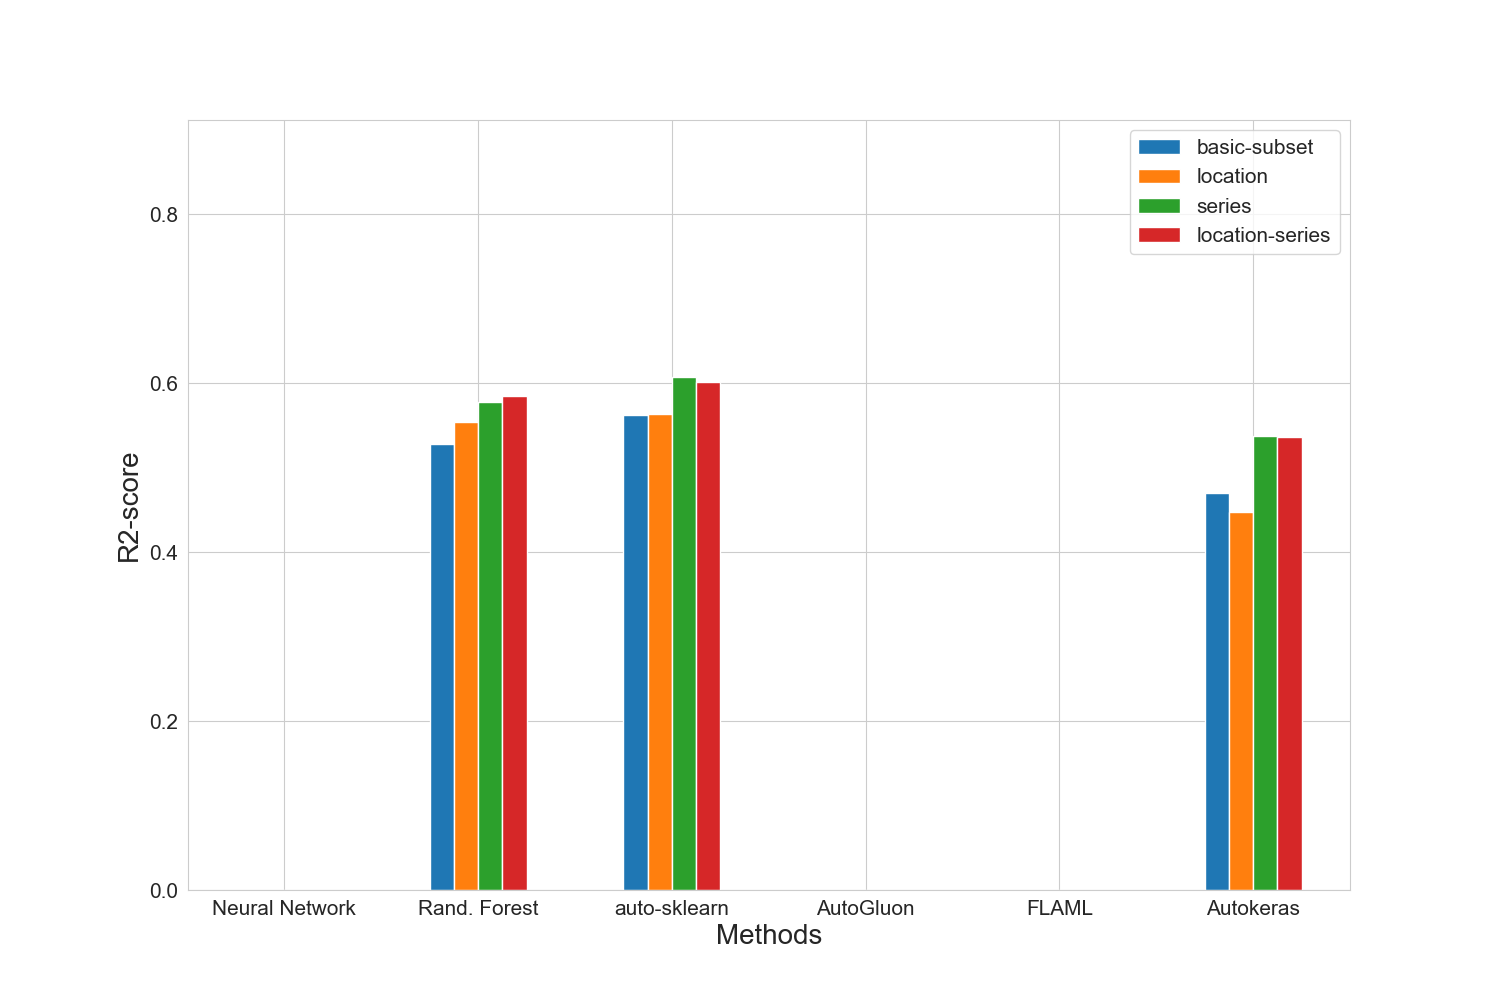 basic-subset
location
series
location-series
0.8
0.6
0.4
0.2
0.0
R2-score
Neural Network Rand. Forest auto-sklearn AutoGluon FLAML Autokeras
Methods